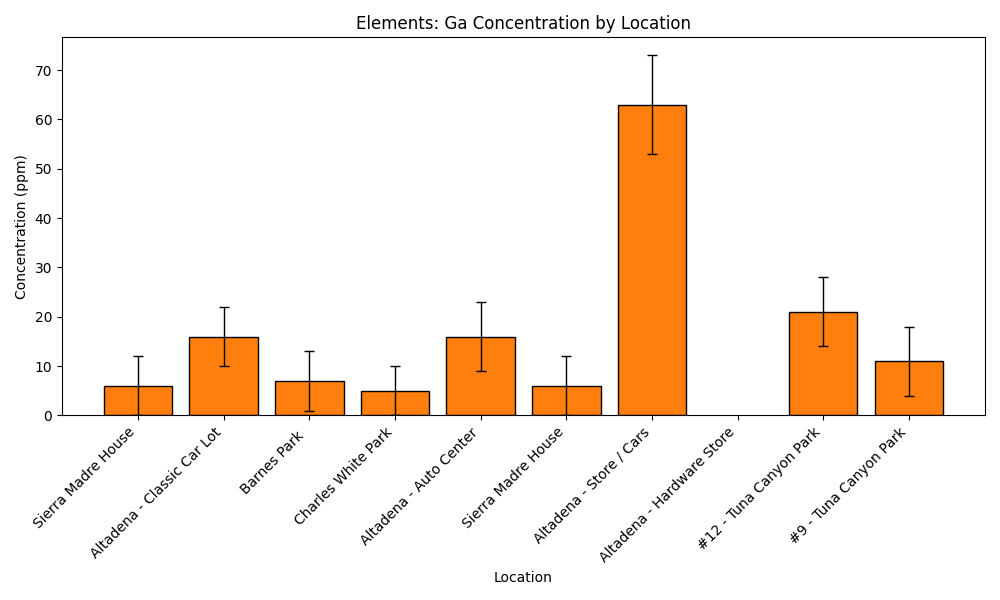 Elements: Ga Concentration by Location
Concentration (ppm)
70
60
50
40
30
20
10
0
Sierra Madre House
Altadena - Classic Car Lot
Barnes Park
Charles White Park
Altadena - Auto Center
Sierra Madre House
Altadena - Store / Cars
Altadena - Hardware Store
#12 - Tuna Canyon Park
#9 - Tuna Canyon Park
Location